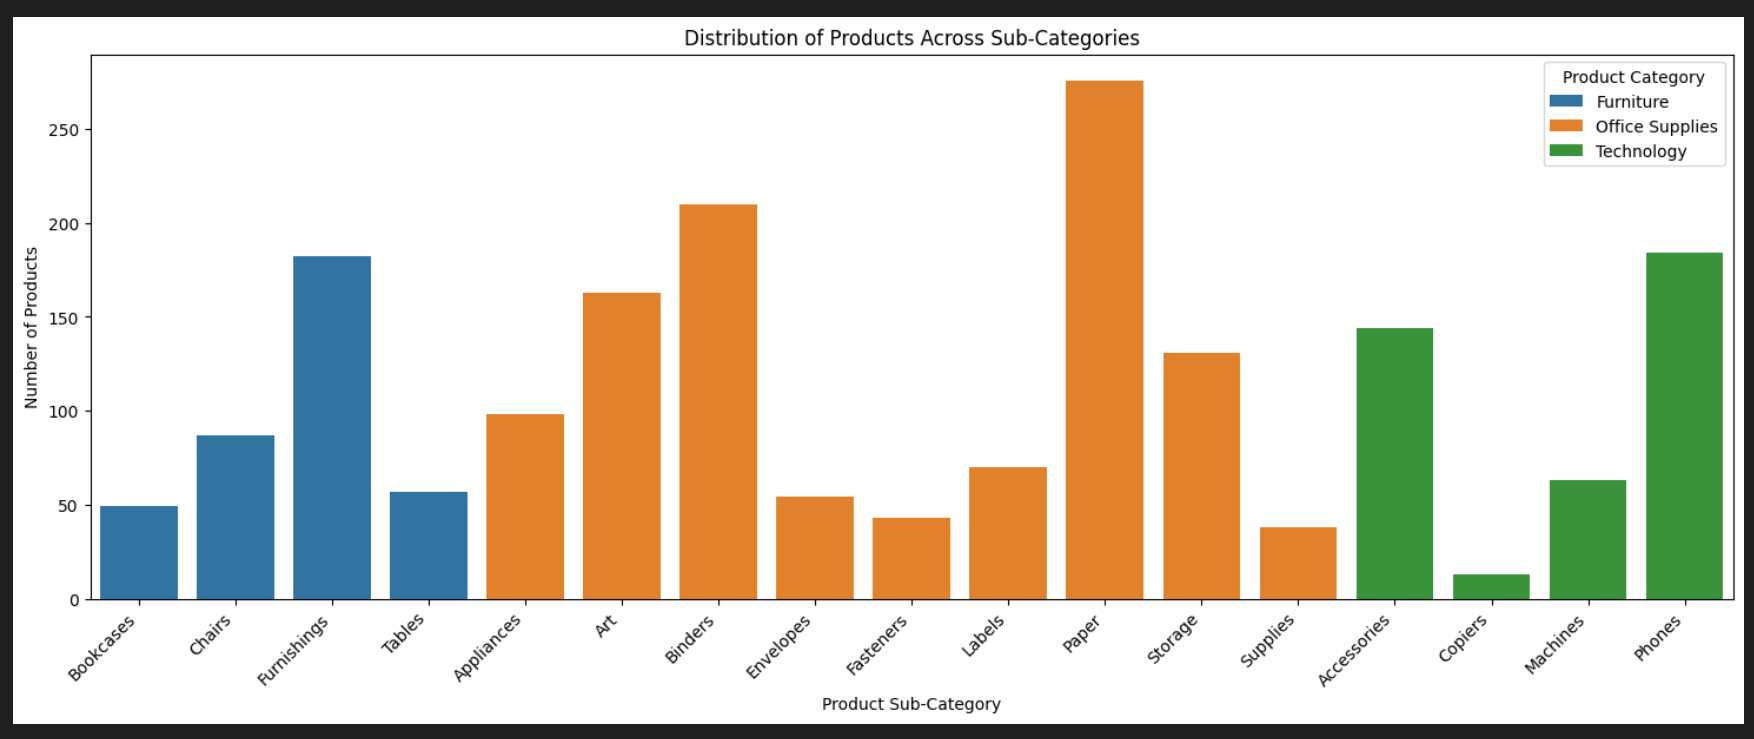 Distribution of Products Across Sub-Categories
Product Category
Furniture
Office Supplies
Technology
Number of Products
250
200
150
100
50
0
Bookcases
Chairs
Furnishings
Tables
Appliances
Art
Binders
Envelopes
Fasteners
Labels
Paper
Storage
Supplies
Accessories
Copiers
Machines
Phones
Product Sub-Category